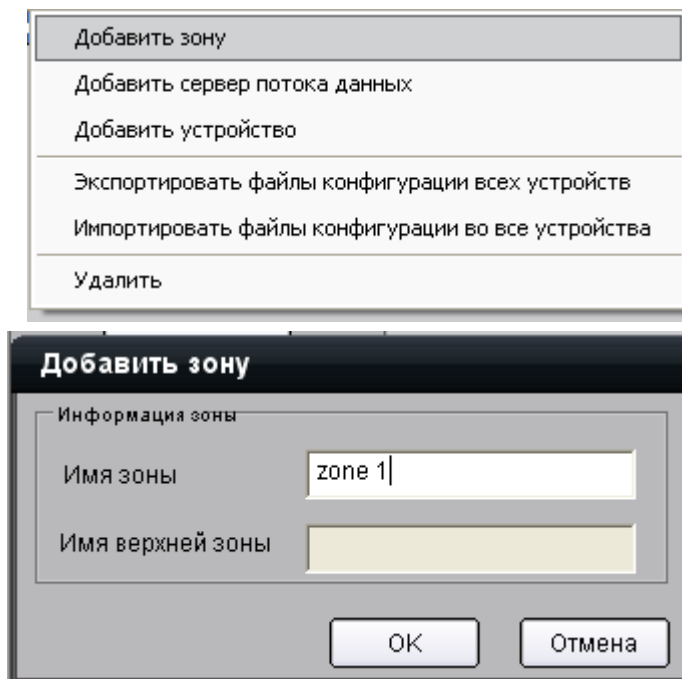 Добавить зону
Добавить сервер потока данных
Добавить устройство
Экспортировать файлы конфигурации всех устройств
Импортировать файлы конфигурации во все устройства
Удалить
Добавить зону
Информация зоны
Имя зоны zone 1
Имя верхней зоны
OK Отмена